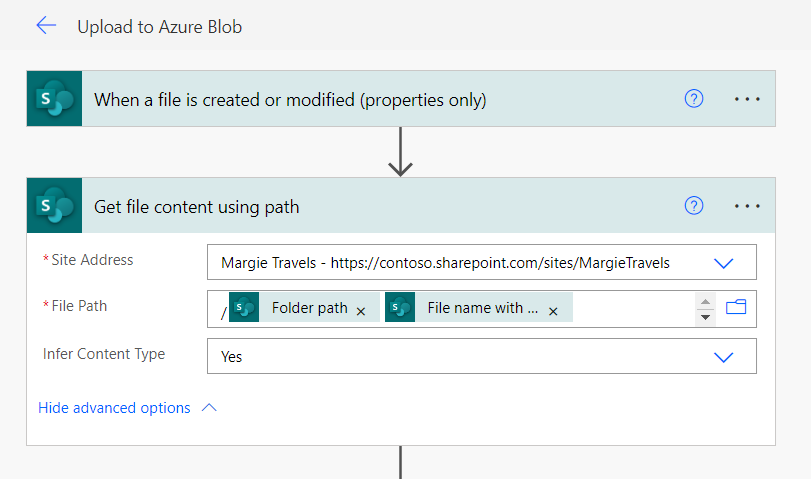 Upload to Azure Blob
When a file is created or modified (properties only)
Get file content using path
* Site Address
Margie Travels - https://contoso.sharepoint.com/sites/MargieTravels
* File Path
/ Folder path × File name with ... ×
Infer Content Type
Yes
Hide advanced options